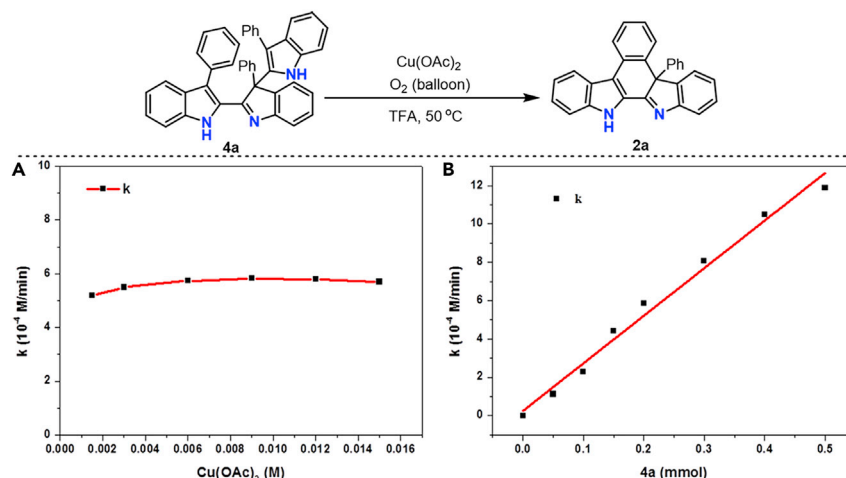 Ph
Ph
NH
Cu(OAc)2
O2 (balloon)
TFA, 50 °C
N
H
N
4a
Ph
N
H
N
2a
A
k
k (10-4 M/min)
10
8
6
4
2
0
0.000 0.002 0.004 0.006 0.008 0.010 0.012 0.014 0.016
Cu(OAc)2 (M)
B
k
k (10-4 M/min)
12
10
8
6
4
2
0
0.0 0.1 0.2 0.3 0.4 0.5
4a (mmol)